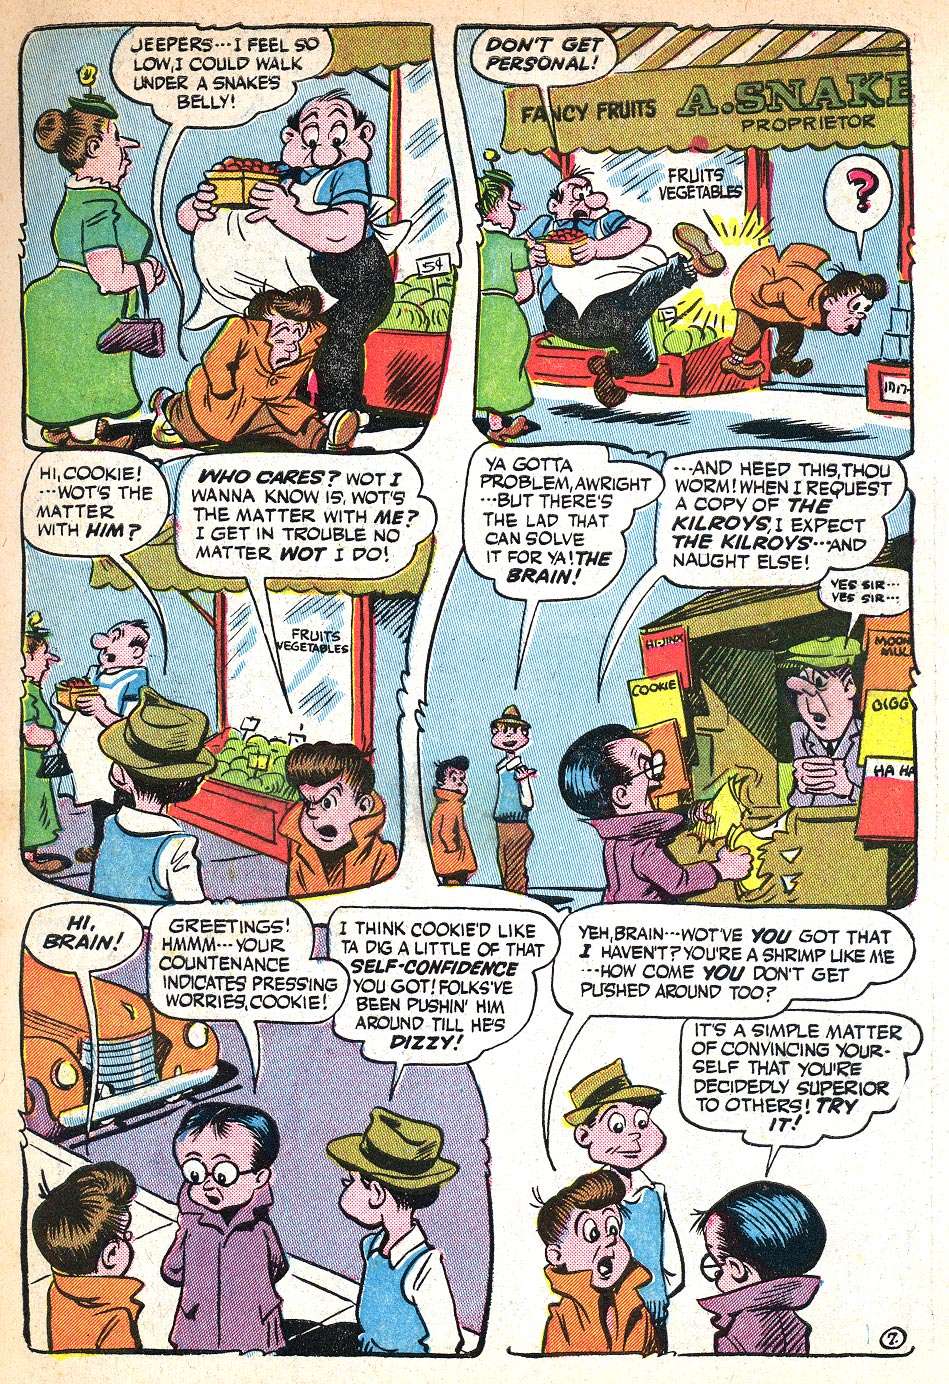 JEEPERS---I FEEL SO
LOW, I COULD WALK
UNDER A SNAKE'S
BELLY!
5¢
DON'T GET
PERSONAL!
FANCY FRUITS A. SNAKE
PROPRIETOR
FRUITS
VEGETABLES
?
HI, COOKIE!
---WOT'S THE
MATTER
WITH HIM?
WHO CARES? WOT I
WANNA KNOW IS, WOT'S
THE MATTER WITH ME?
I GET IN TROUBLE NO
MATTER WOT I DO!
FRUITS
VEGETABLES
YA GOTTA
PROBLEM, AWRIGHT
---BUT THERE'S
THE LAD THAT
CAN SOLVE
IT FOR YA! THE
BRAIN!
---AND HEED THIS, THOU
WORM! WHEN I REQUEST
A COPY OF THE
KILROYS, I EXPECT
THE KILROYS---AND
NAUGHT ELSE!
YES SIR---
YES SIR---
HI-JINX
COOKIE
MOON
MUL
GIGG
HA HA
HI,
BRAIN!
GREETINGS!
HMMM---YOUR
COUNTENANCE
INDICATES PRESSING
WORRIES, COOKIE!
I THINK COOKIE'D LIKE
TA DIG A LITTLE OF THAT
SELF-CONFIDENCE
YOU GOT! FOLKS'VE
BEEN PUSHIN' HIM
AROUND TILL HE'S
DIZZY!
YEH, BRAIN---WOT'VE YOU GOT THAT
I HAVEN'T? YOU'RE A SHRIMP LIKE ME
---HOW COME YOU DON'T GET
PUSHED AROUND TOO?
IT'S A SIMPLE MATTER
OF CONVINCING YOUR-
SELF THAT YOU'RE
DECIDEDLY SUPERIOR
TO OTHERS! TRY
IT!
7.